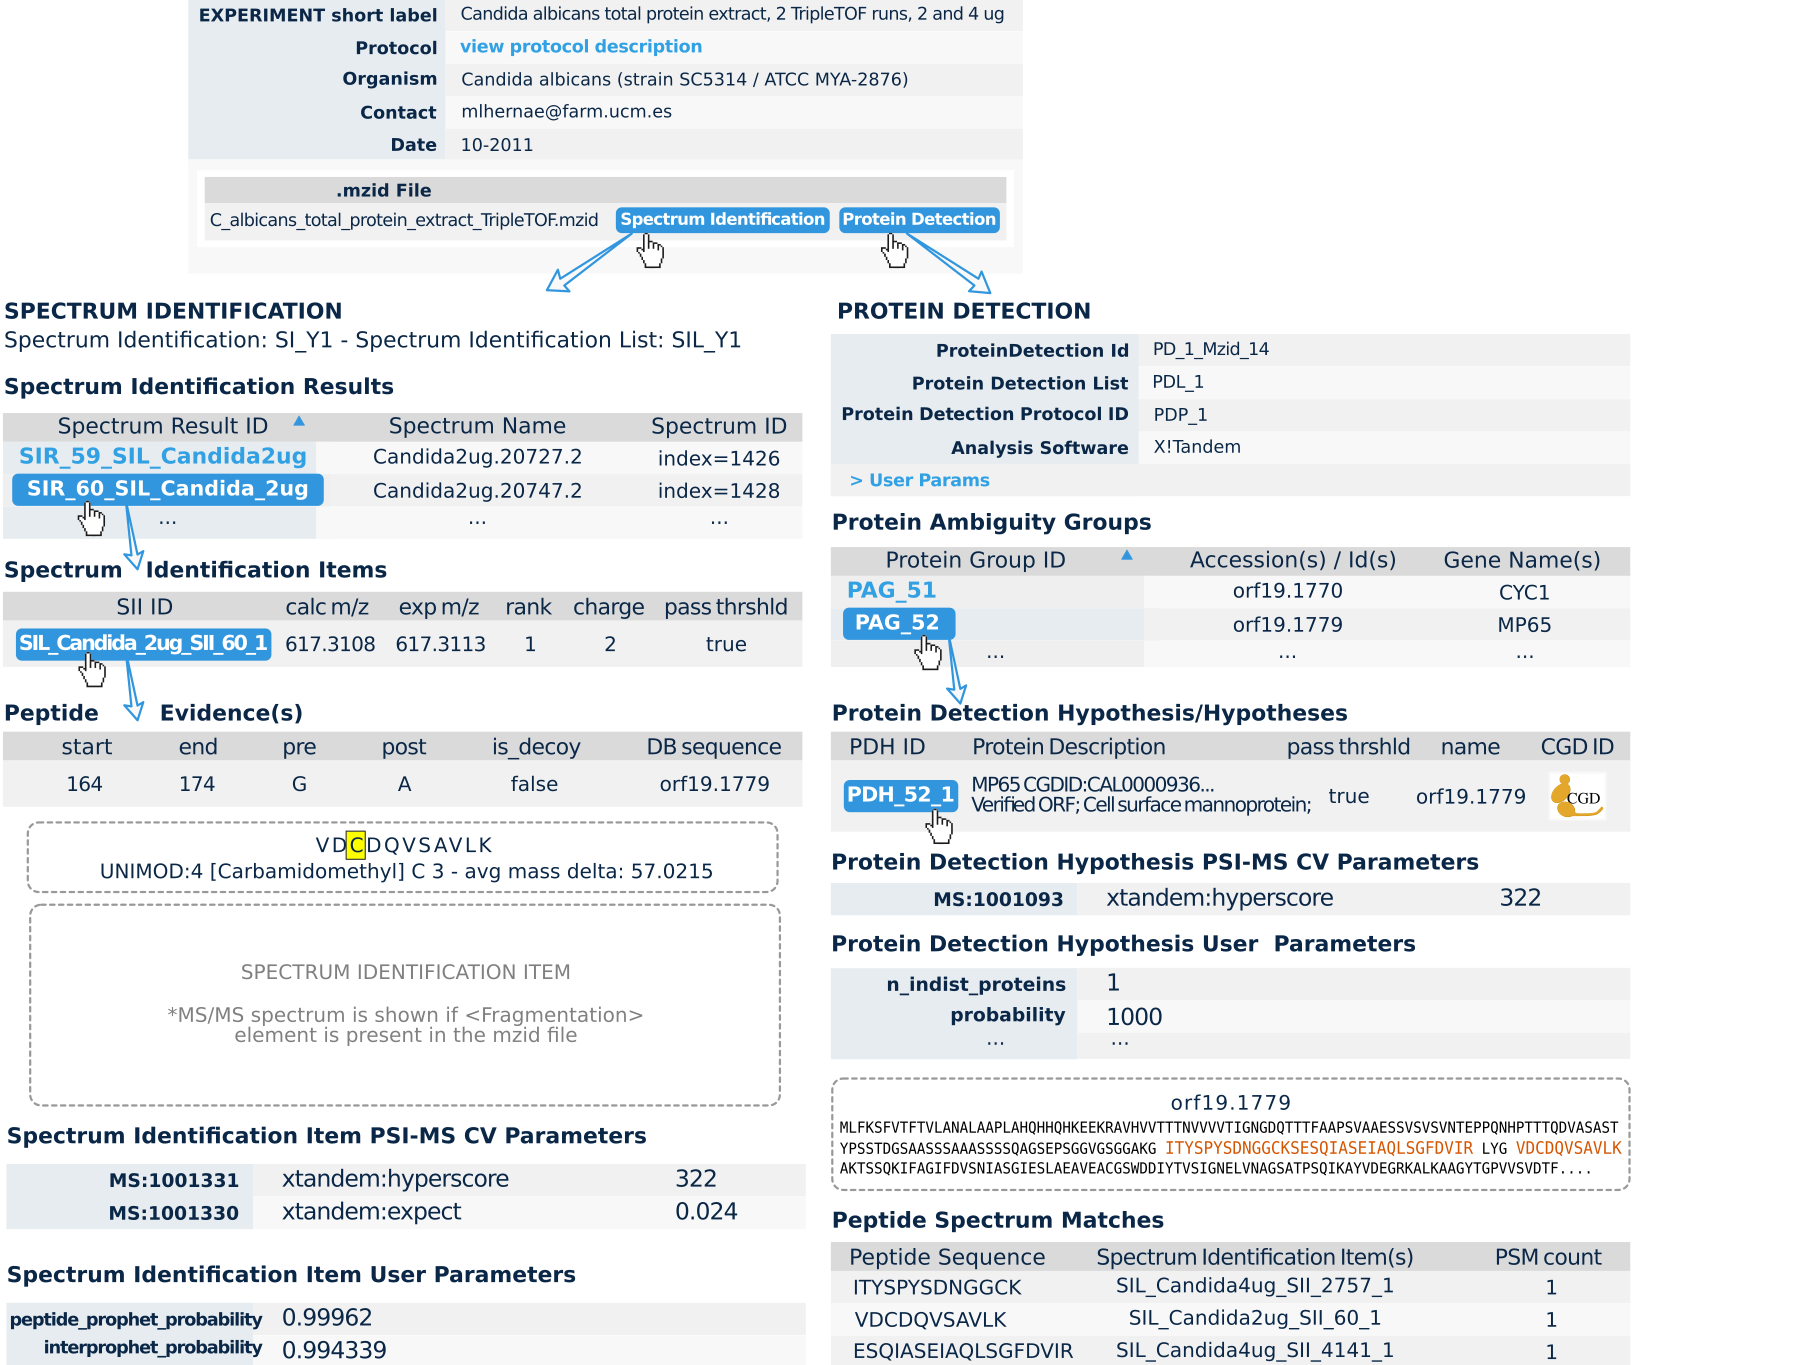 EXPERIMENT short label Candida albicans total protein extract, 2 TripleTOF runs, 2 and 4 ug
Protocol view protocol description
Organism Candida albicans (strain SC5314 / ATCC MYA-2876)
Contact mlhernae@farm.ucm.es
Date 10-2011
.mzid File
C_albicans_total_protein_extract_TripleTOF.mzid Spectrum Identification Protein Detection
SPECTRUM IDENTIFICATION
Spectrum Identification: SI_Y1 - Spectrum Identification List: SIL_Y1
Spectrum Identification Results
Spectrum Result ID Spectrum Name Spectrum ID
SIR_59_SIL_Candida2ug Candida2ug.20727.2 index=1426
SIR_60_SIL_Candida_2ug Candida2ug.20747.2 index=1428
... ... ...
Spectrum Identification Items
SII ID calc m/z exp m/z rank charge pass thrshld
SIL_Candida_2ug_SII_60_1 617.3108 617.3113 1 2 true
Peptide Evidence(s)
start end pre post is_decoy DB sequence
164 174 G A false orf19.1779
VDCDQVSAVLK
UNIMOD:4 [Carbamidomethyl] C 3 - avg mass delta: 57.0215
SPECTRUM IDENTIFICATION ITEM
*MS/MS spectrum is shown if <Fragmentation>
element is present in the mzid file
Spectrum Identification Item PSI-MS CV Parameters
MS:1001331 xtandem:hyperscore 322
MS:1001330 xtandem:expect 0.024
Spectrum Identification Item User Parameters
peptide_prophet_probability 0.99962
interprophet_probability 0.994339
PROTEIN DETECTION
ProteinDetection Id PD_1_Mzid_14
Protein Detection List PDL_1
Protein Detection Protocol ID PDP_1
Analysis Software X!Tandem
> User Params
Protein Ambiguity Groups
Protein Group ID Accession(s) / Id(s) Gene Name(s)
PAG_51 orf19.1770 CYC1
PAG_52 orf19.1779 MP65
... ... ...
Protein Detection Hypothesis/Hypotheses
PDH ID Protein Description pass thrshld name CGD ID
PDH_52_1 MP65 CGDID:CAL0000936... true orf19.1779 CGD
Verified ORF; Cell surface mannoprotein;
Protein Detection Hypothesis PSI-MS CV Parameters
MS:1001093 xtandem:hyperscore 322
Protein Detection Hypothesis User Parameters
n_indist_proteins 1
probability 1000
... ...
orf19.1779
MLFKSFVTFTVLANALAAPLAHQHHQHKEEKRAVHVVTTTNVVVVTIGNGDQTTTFAAPSVAAESSVSVSVNTEPPQNHPTTTQDVASAST
YPSSTDGSAASSSAAASSSSQAGSEPSGGVGSGGAKG ITYSPYSDNGGCKSESQIASEIAQLSGFDVIR LYG VDCDQVSAVLK
AKTSSQKIFAGIFDVSNIASGIESLAEAVEACGSWDDIYTVSIGNELVNAGSATPSQIKAYVDEGRKALKAAGYTGPVVSVDTF....
Peptide Spectrum Matches
Peptide Sequence Spectrum Identification Item(s) PSM count
ITYSPYSDNGGCK SIL_Candida4ug_SII_2757_1 1
VDCDQVSAVLK SIL_Candida2ug_SII_60_1 1
ESQIASEIAQLSGFDVIR SIL_Candida4ug_SII_4141_1 1